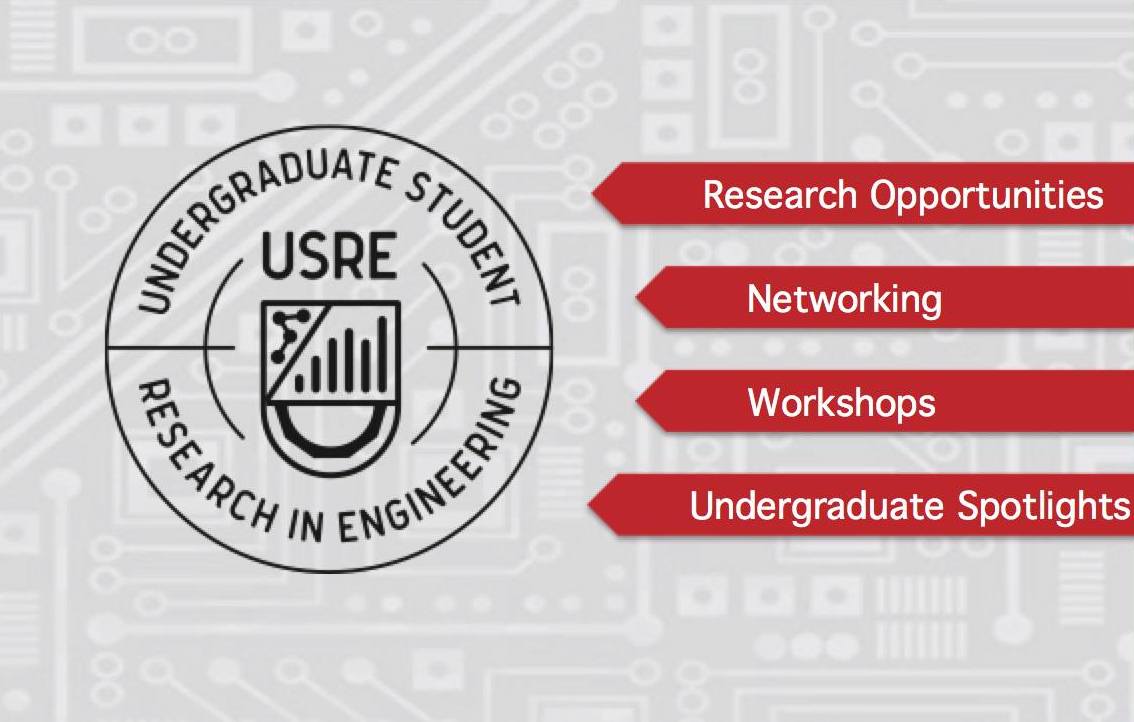 UNDERGRADUATE STUDENT
USRE
RESEARCH IN ENGINEERING
Research Opportunities
Networking
Workshops
Undergraduate Spotlights